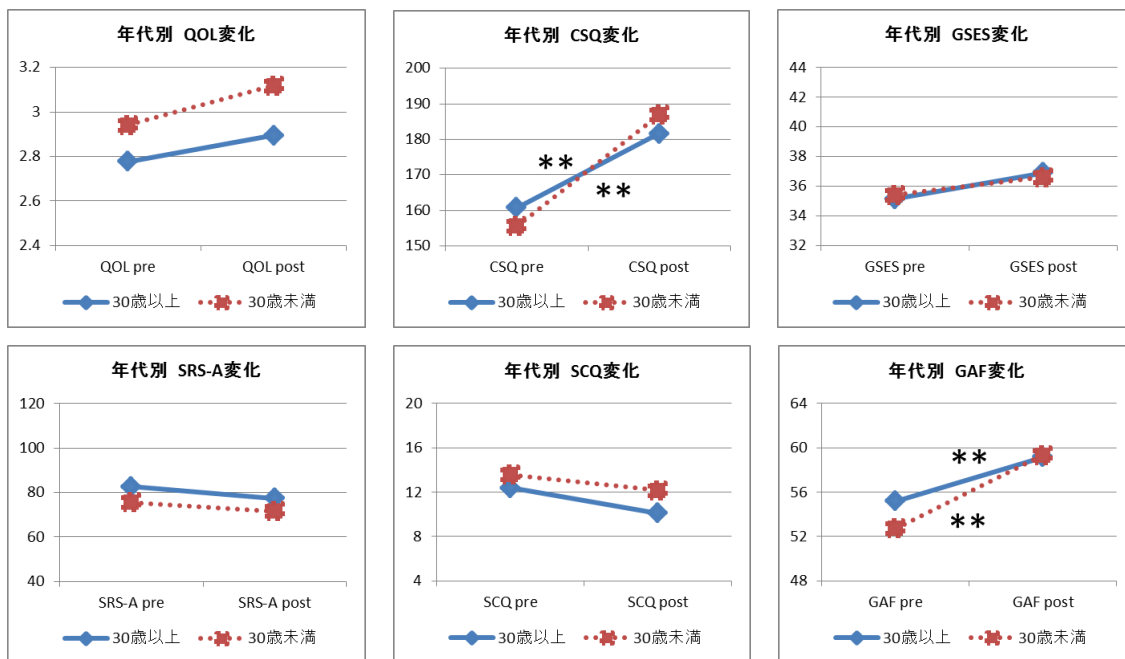 年代別 QOL変化
3.2
3
2.8
2.6
2.4
QOL pre
QOL post
30歳以上
30歳未満
年代別 CSQ変化
200
190
180
170
160
150
**
**
CSQ pre
CSQ post
30歳以上
30歳未満
年代別 GSES変化
44
42
40
38
36
34
32
GSES pre
GSES post
30歳以上
30歳未満
年代別 SRS-A変化
120
100
80
60
40
SRS-A pre
SRS-A post
30歳以上
30歳未満
年代別 SCQ変化
20
16
12
8
4
SCQ pre
SCQ post
30歳以上
30歳未満
年代別 GAF変化
64
60
56
52
48
**
**
GAF pre
GAF post
30歳以上
30歳未満